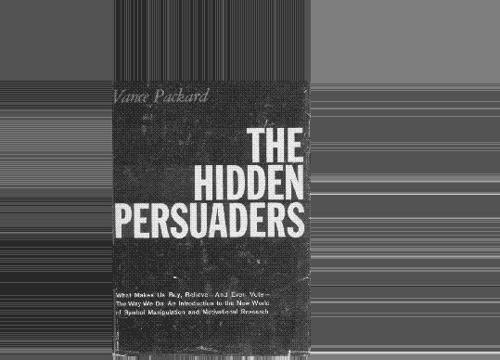 Vance Packard
THE
HIDDEN
PERSUADERS
What Makes Us Buy, Believe—And Even Vote—
The Way We Do: An Introduction to the New World
of Symbol Manipulation and Motivational Research